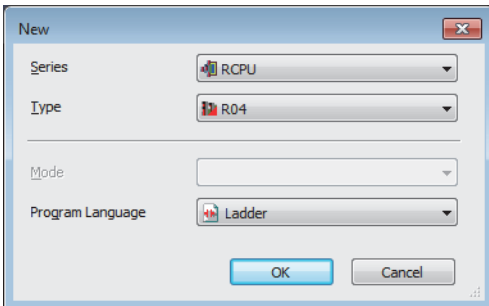 New
Series RCPU
Type R04
Mode
Program Language Ladder
OK Cancel